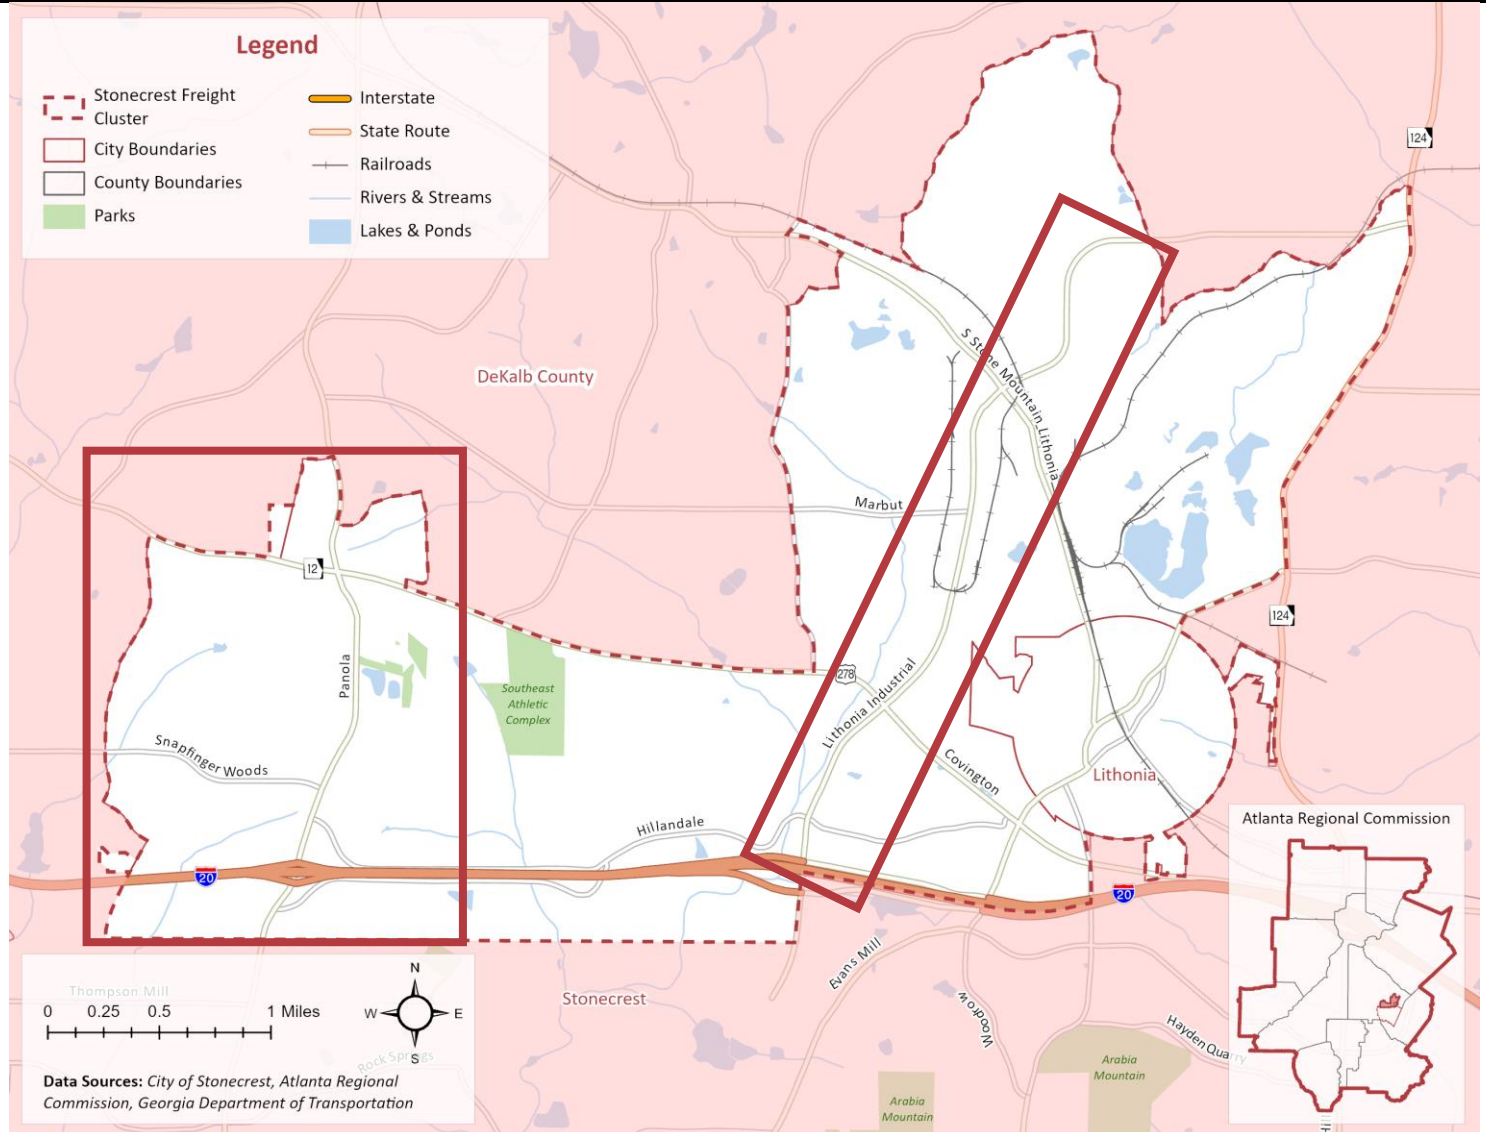 Legend
Stonecrest Freight
Cluster
City Boundaries
County Boundaries
Parks
Interstate
State Route
Railroads
Rivers & Streams
Lakes & Ponds
124
DeKalb County
S Stone Mountain Lithonia
Marbut
12
124
278
Panola
Southeast
Athletic
Complex
Lithonia Industrial
Snapfinger Woods
Covington
Lithonia
Hillandale
20
20
Evans Mill
Stonecrest
Woodrow
Hayden Quarry
Arabia
Mountain
Arabia
Mountain
Atlanta Regional Commission
Thompson Mill
0 0.25 0.5 1 Miles
N
W E
S
Rock Springs
Data Sources: City of Stonecrest, Atlanta Regional
Commission, Georgia Department of Transportation